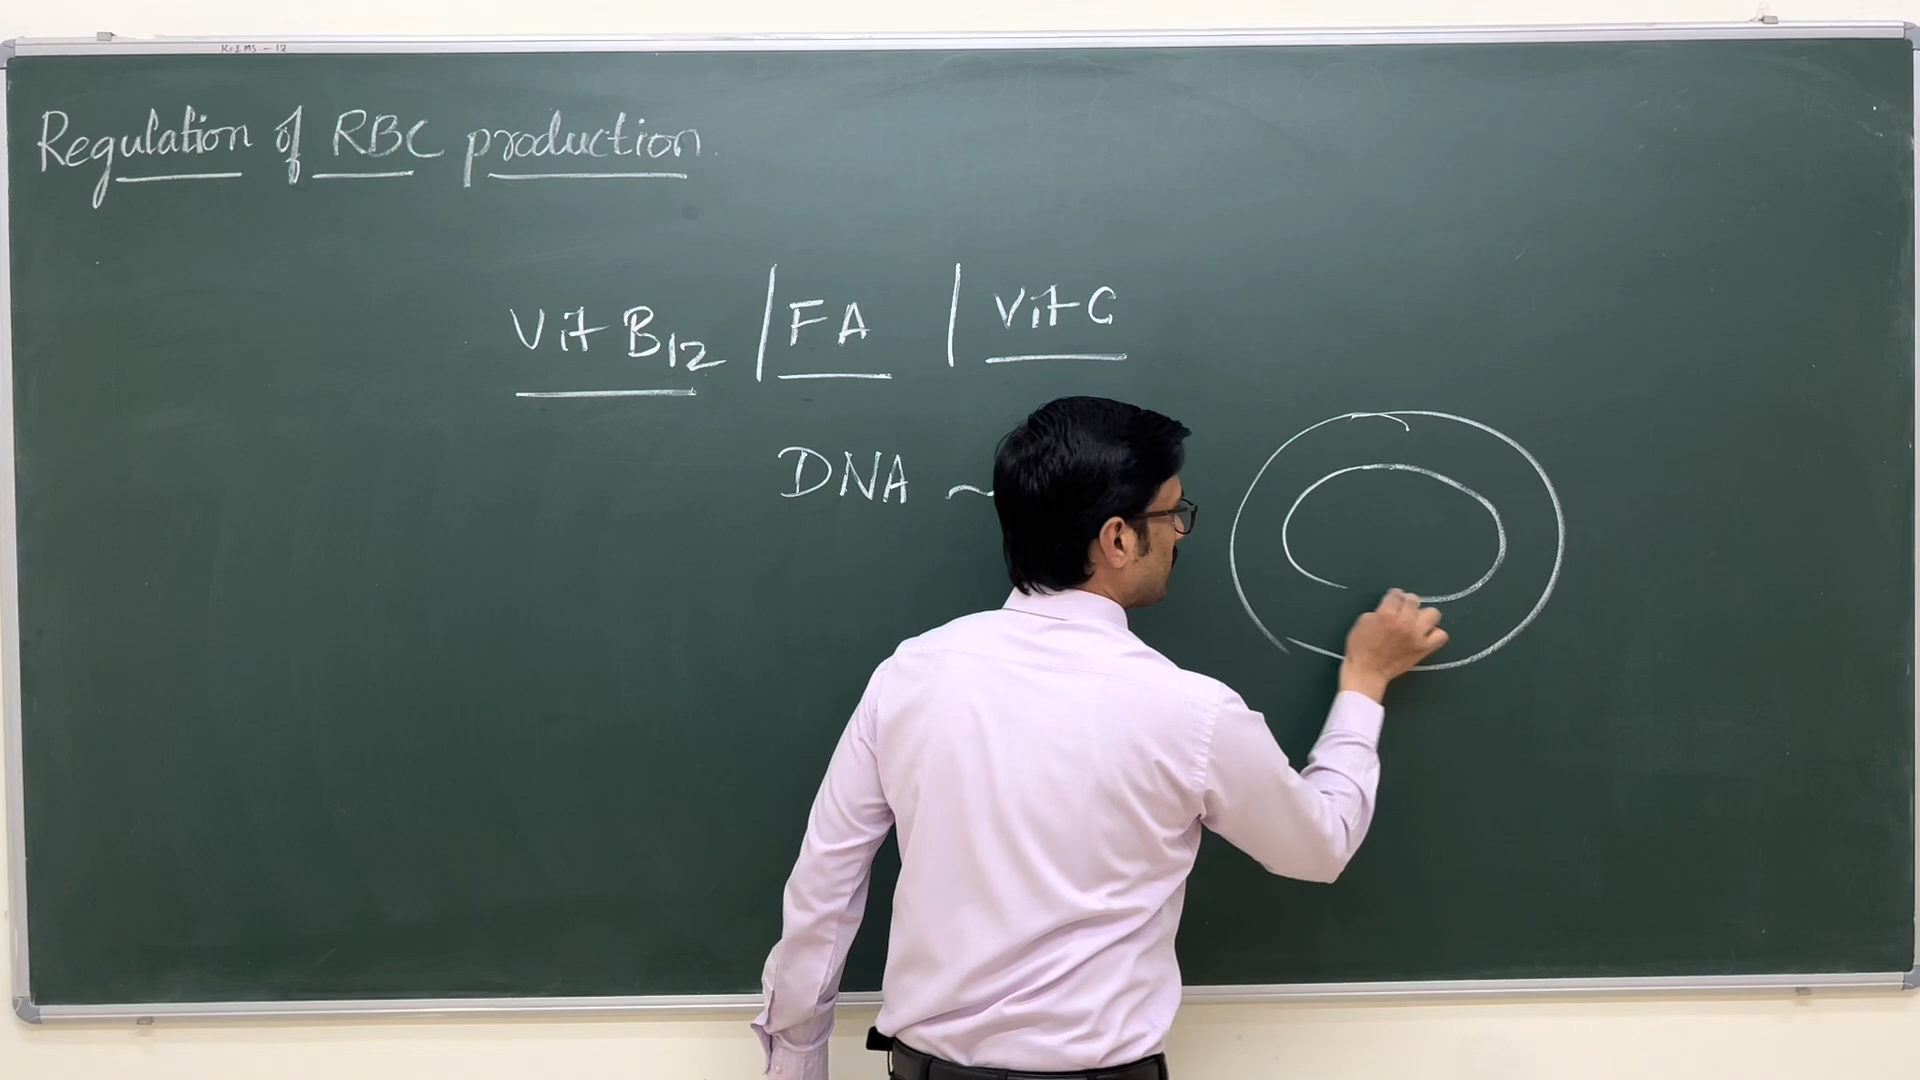 Regulation of RBC production
Vit B12 | FA | Vit C
DNA ~